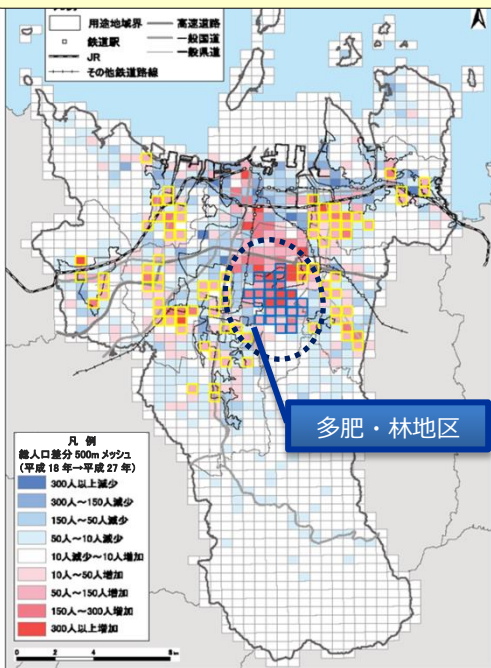 用途地域界
鉄道駅
JR
その他鉄道路線
高速道路
一般国道
一般県道
多肥・林地区
凡 例
総人口差分 500m メッシュ
(平成 18 年→平成 27 年)
300人以上減少
300人～150人減少
150人～50人減少
50人～10人減少
10人減少～10人増加
10人～50人増加
50人～150人増加
150人～300人増加
300人以上増加
0 2 4 8
km